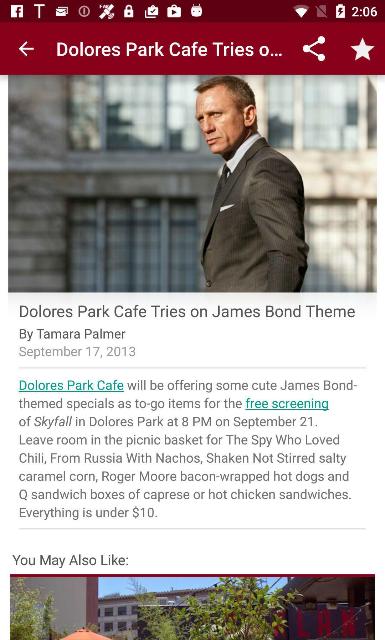 2:06
Dolores Park Cafe Tries o...
Dolores Park Cafe Tries on James Bond Theme
By Tamara Palmer
September 17, 2013
Dolores Park Cafe will be offering some cute James Bond-
themed specials as to-go items for the free screening
of Skyfall in Dolores Park at 8 PM on September 21.
Leave room in the picnic basket for The Spy Who Loved
Chili, From Russia With Nachos, Shaken Not Stirred salty
caramel corn, Roger Moore bacon-wrapped hot dogs and
Q sandwich boxes of caprese or hot chicken sandwiches.
Everything is under $10.
You May Also Like: